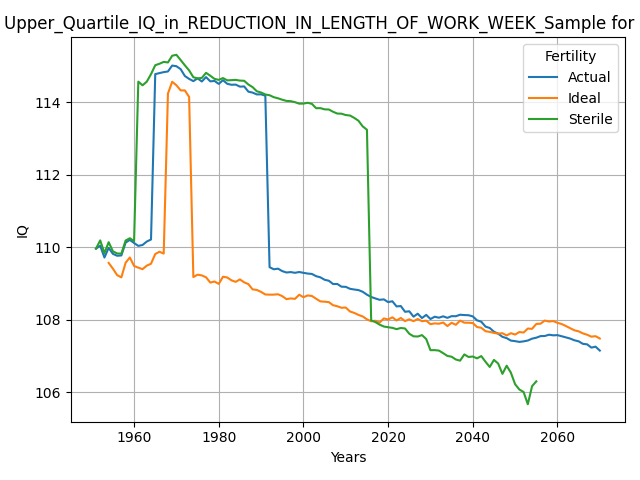 Upper_Quartile_IQ_in_REDUCTION_IN_LENGTH_OF_WORK_WEEK_Sample for
Fertility
Actual
Ideal
Sterile
IQ
114
112
110
108
106
1960
1980
2000
2020
2040
2060
Years